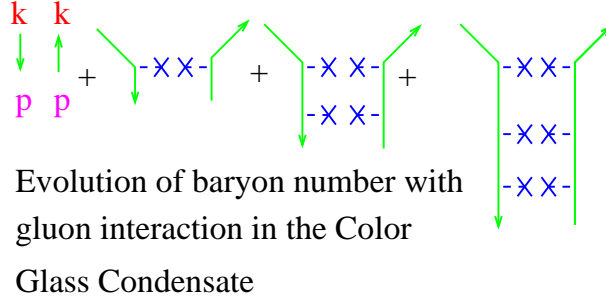 k k
p p
+ + +
Evolution of baryon number with
gluon interaction in the Color
Glass Condensate